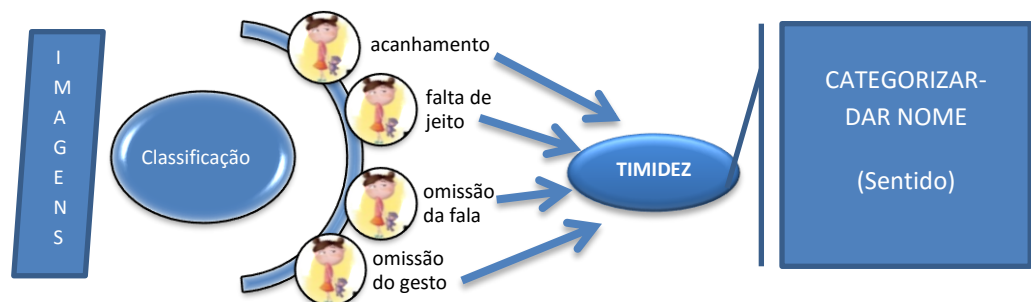 I
M
A
G
E
N
S
Classificação
acanhamento
falta de
jeito
omissão
da fala
omissão
do gesto
TIMIDEZ
CATEGORIZAR-
DAR NOME
(Sentido)